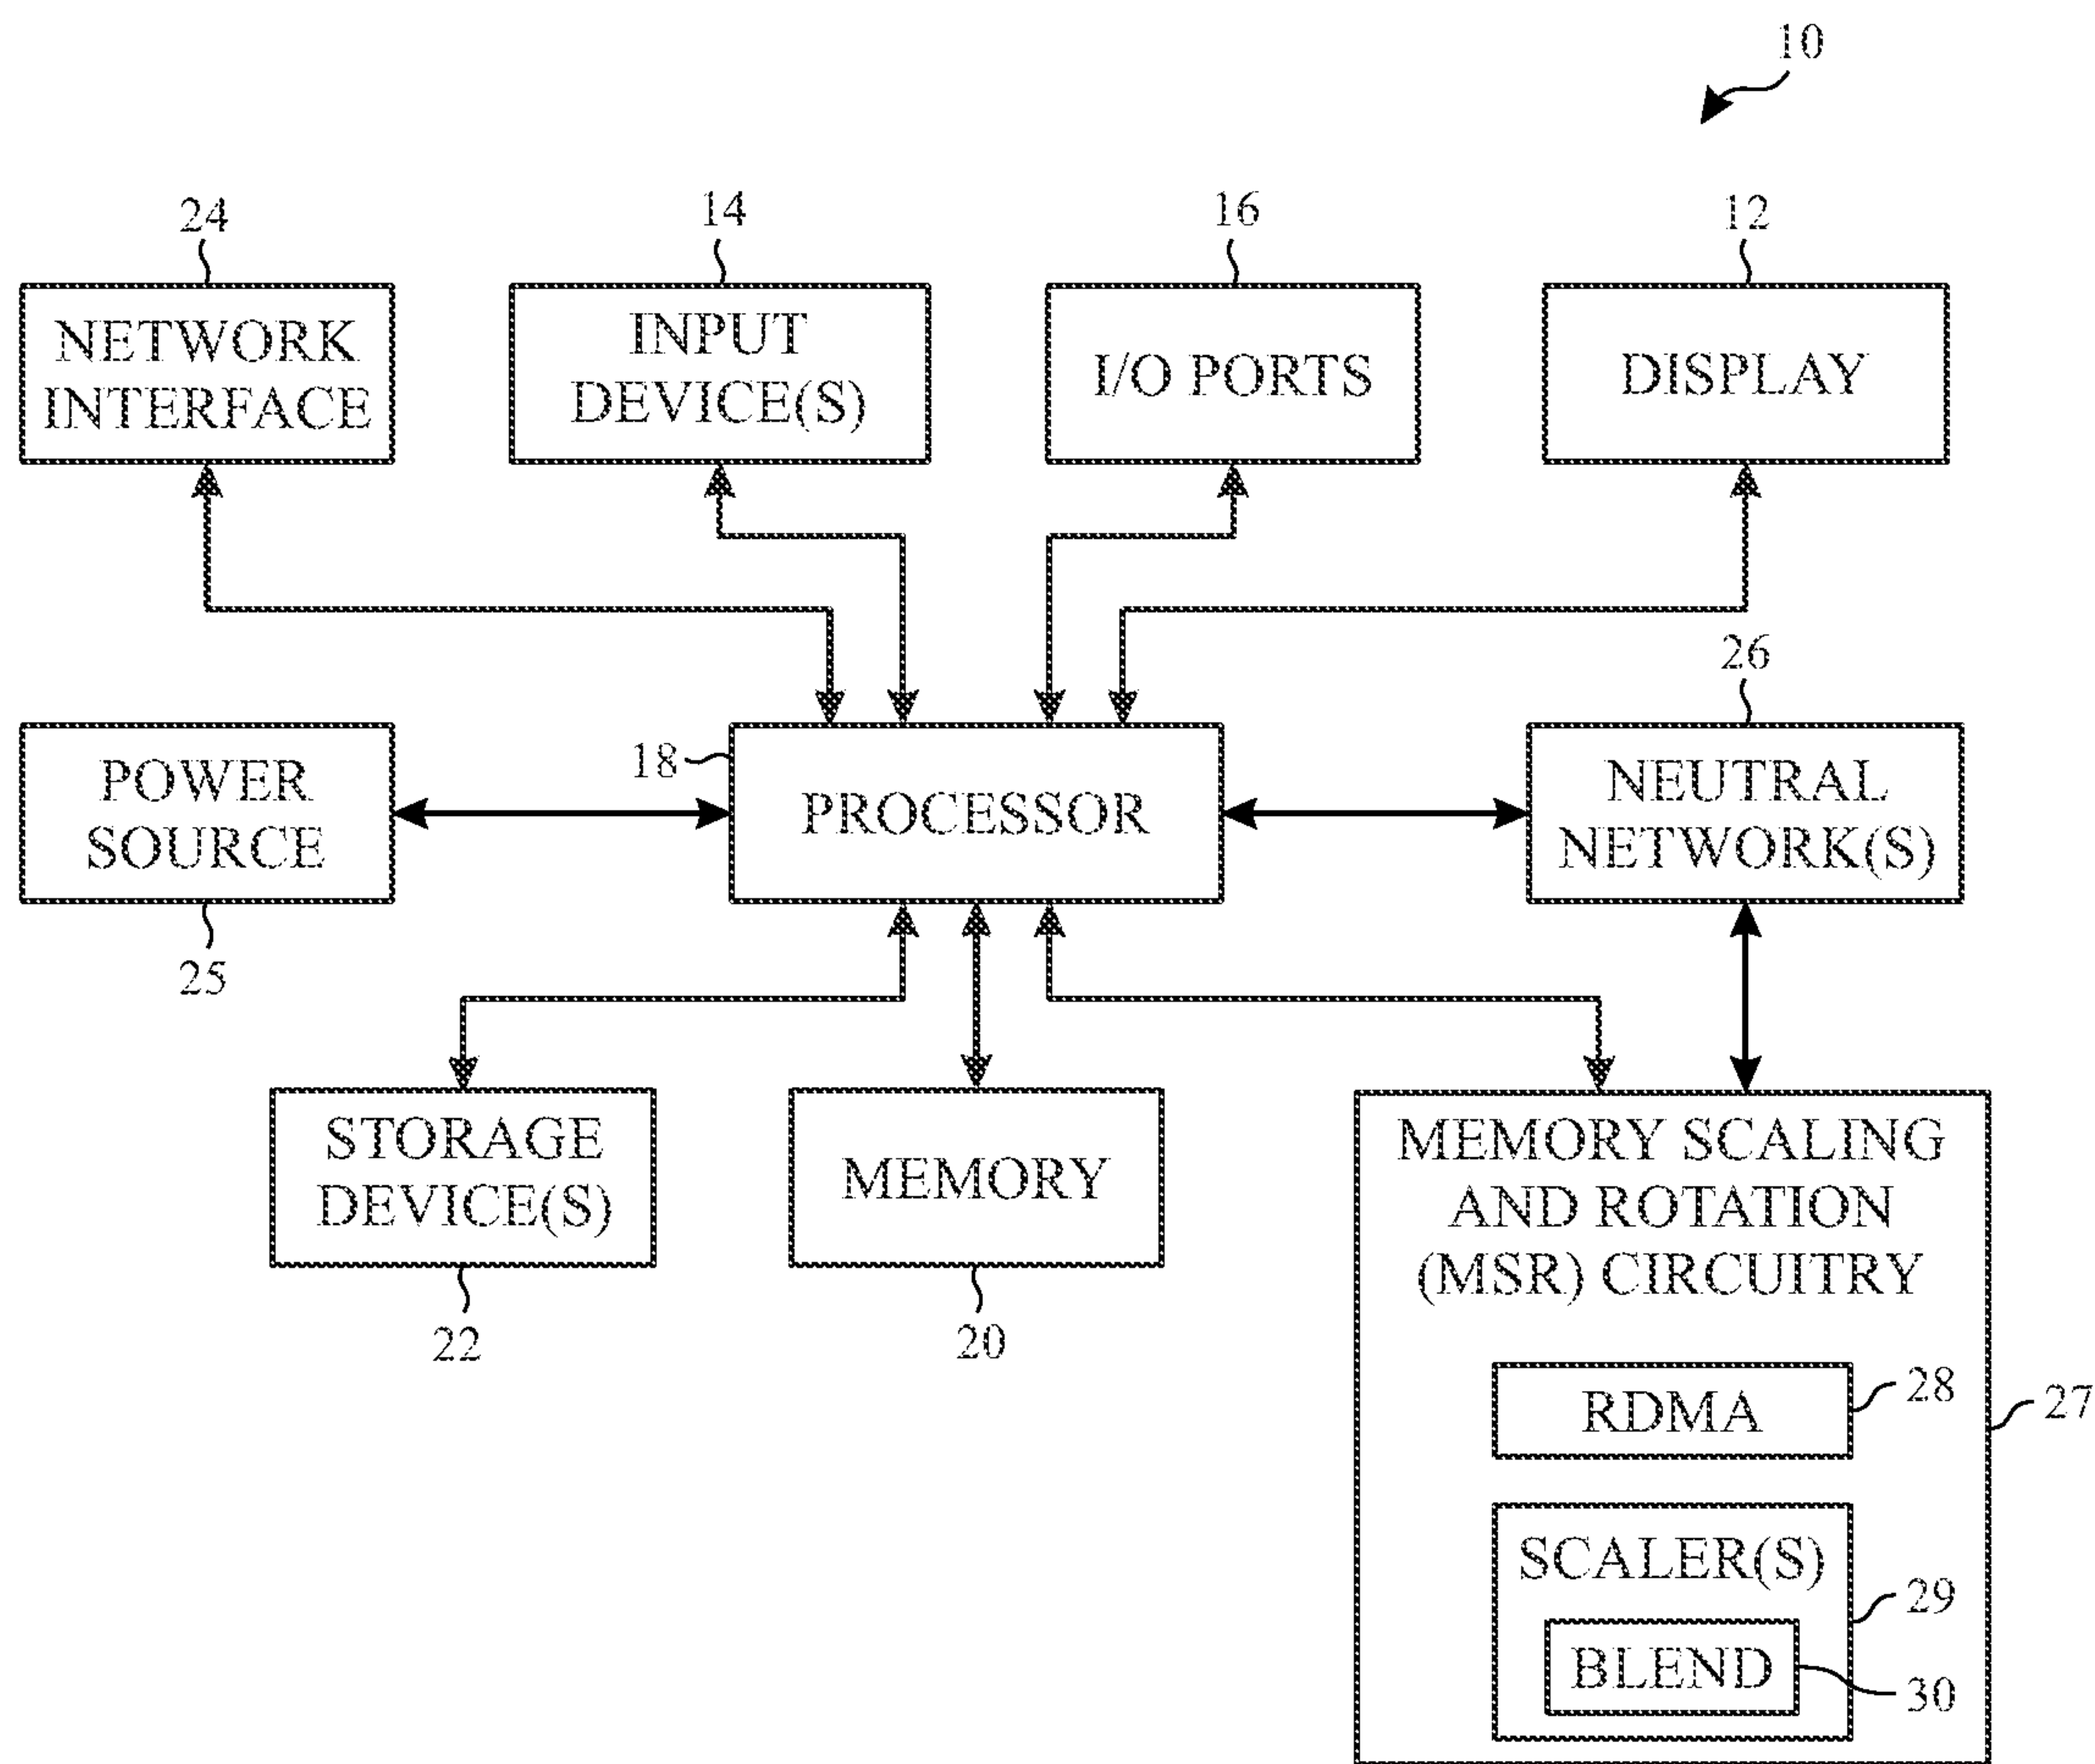 10
24
14
16
12
NETWORK
INTERFACE
INPUT
DEVICE(S)
I/O PORTS
DISPLAY
26
POWER
SOURCE
25
18
PROCESSOR
NEUTRAL
NETWORK(S)
STORAGE
DEVICE(S)
22
MEMORY
20
MEMORY SCALING
AND ROTATION
(MSR) CIRCUITRY
RDMA
28
27
SCALER(S)
29
BLEND
30